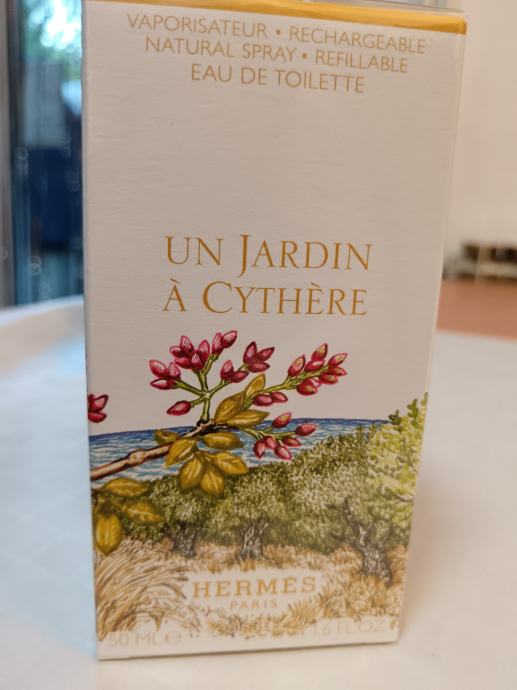 VAPORISATEUR • RECHARGEABLE
NATURAL SPRAY • REFILLABLE
EAU DE TOILETTE
UN JARDIN
À CYTHÈRE
HERMÈS
PARIS
50 ML ℮ 1.6 FL.OZ